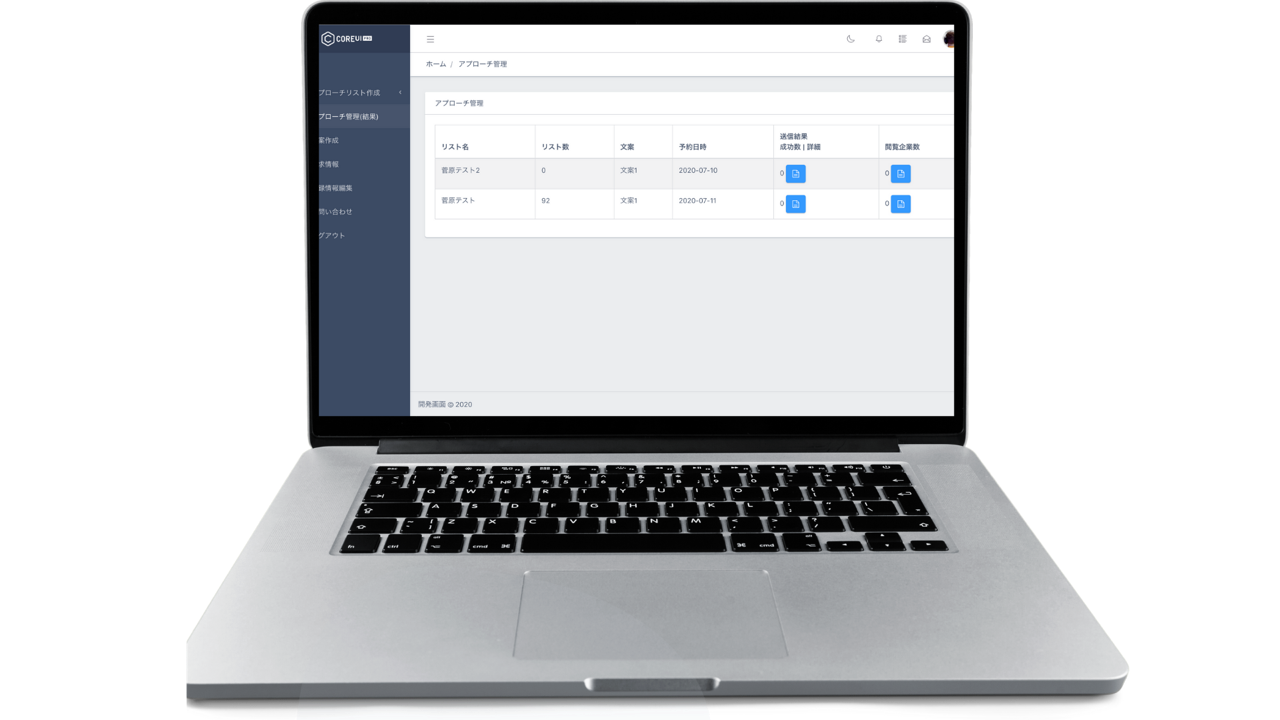 COREUI PRO
ホーム / アプローチ管理
プローチリスト作成
プローチ管理(結果)
案作成
求情報
録情報編集
問い合わせ
グアウト
アプローチ管理
リスト名 リスト数 文案 予約日時 送信結果 成功数 | 詳細 閲覧企業数
菅原テスト2 0 文案1 2020-07-10 0 0
菅原テスト 92 文案1 2020-07-11 0 0
開発画面 © 2020
Q W E R T Y U I O P
A S D F G H J K L
Z X C V B N M
fn ctrl cmd cmd